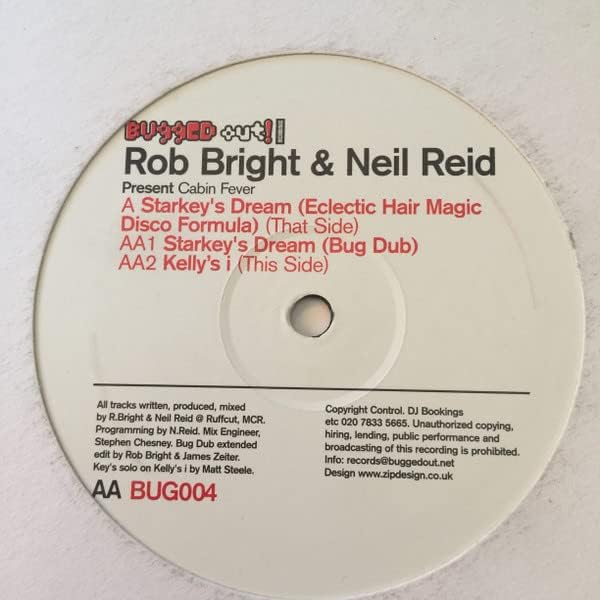 BUGGED out!
Rob Bright & Neil Reid
Present Cabin Fever
A Starkey's Dream (Eclectic Hair Magic
Disco Formula) (That Side)
AA1 Starkey's Dream (Bug Dub)
AA2 Kelly's i (This Side)
All tracks written, produced, mixed
by R.Bright & Neil Reid @ Ruffcut, MCR.
Programming by N.Reid. Mix Engineer,
Stephen Chesney. Bug Dub extended
edit by Rob Bright & James Zeiter.
Key's solo on Kelly's i by Matt Steele.
AA BUG004
Copyright Control. DJ Bookings
etc 020 7833 5665. Unauthorized copying,
hiring, lending, public performance and
broadcasting of this recording is prohibited.
Info: records@buggedout.net
Design www.zipdesign.co.uk